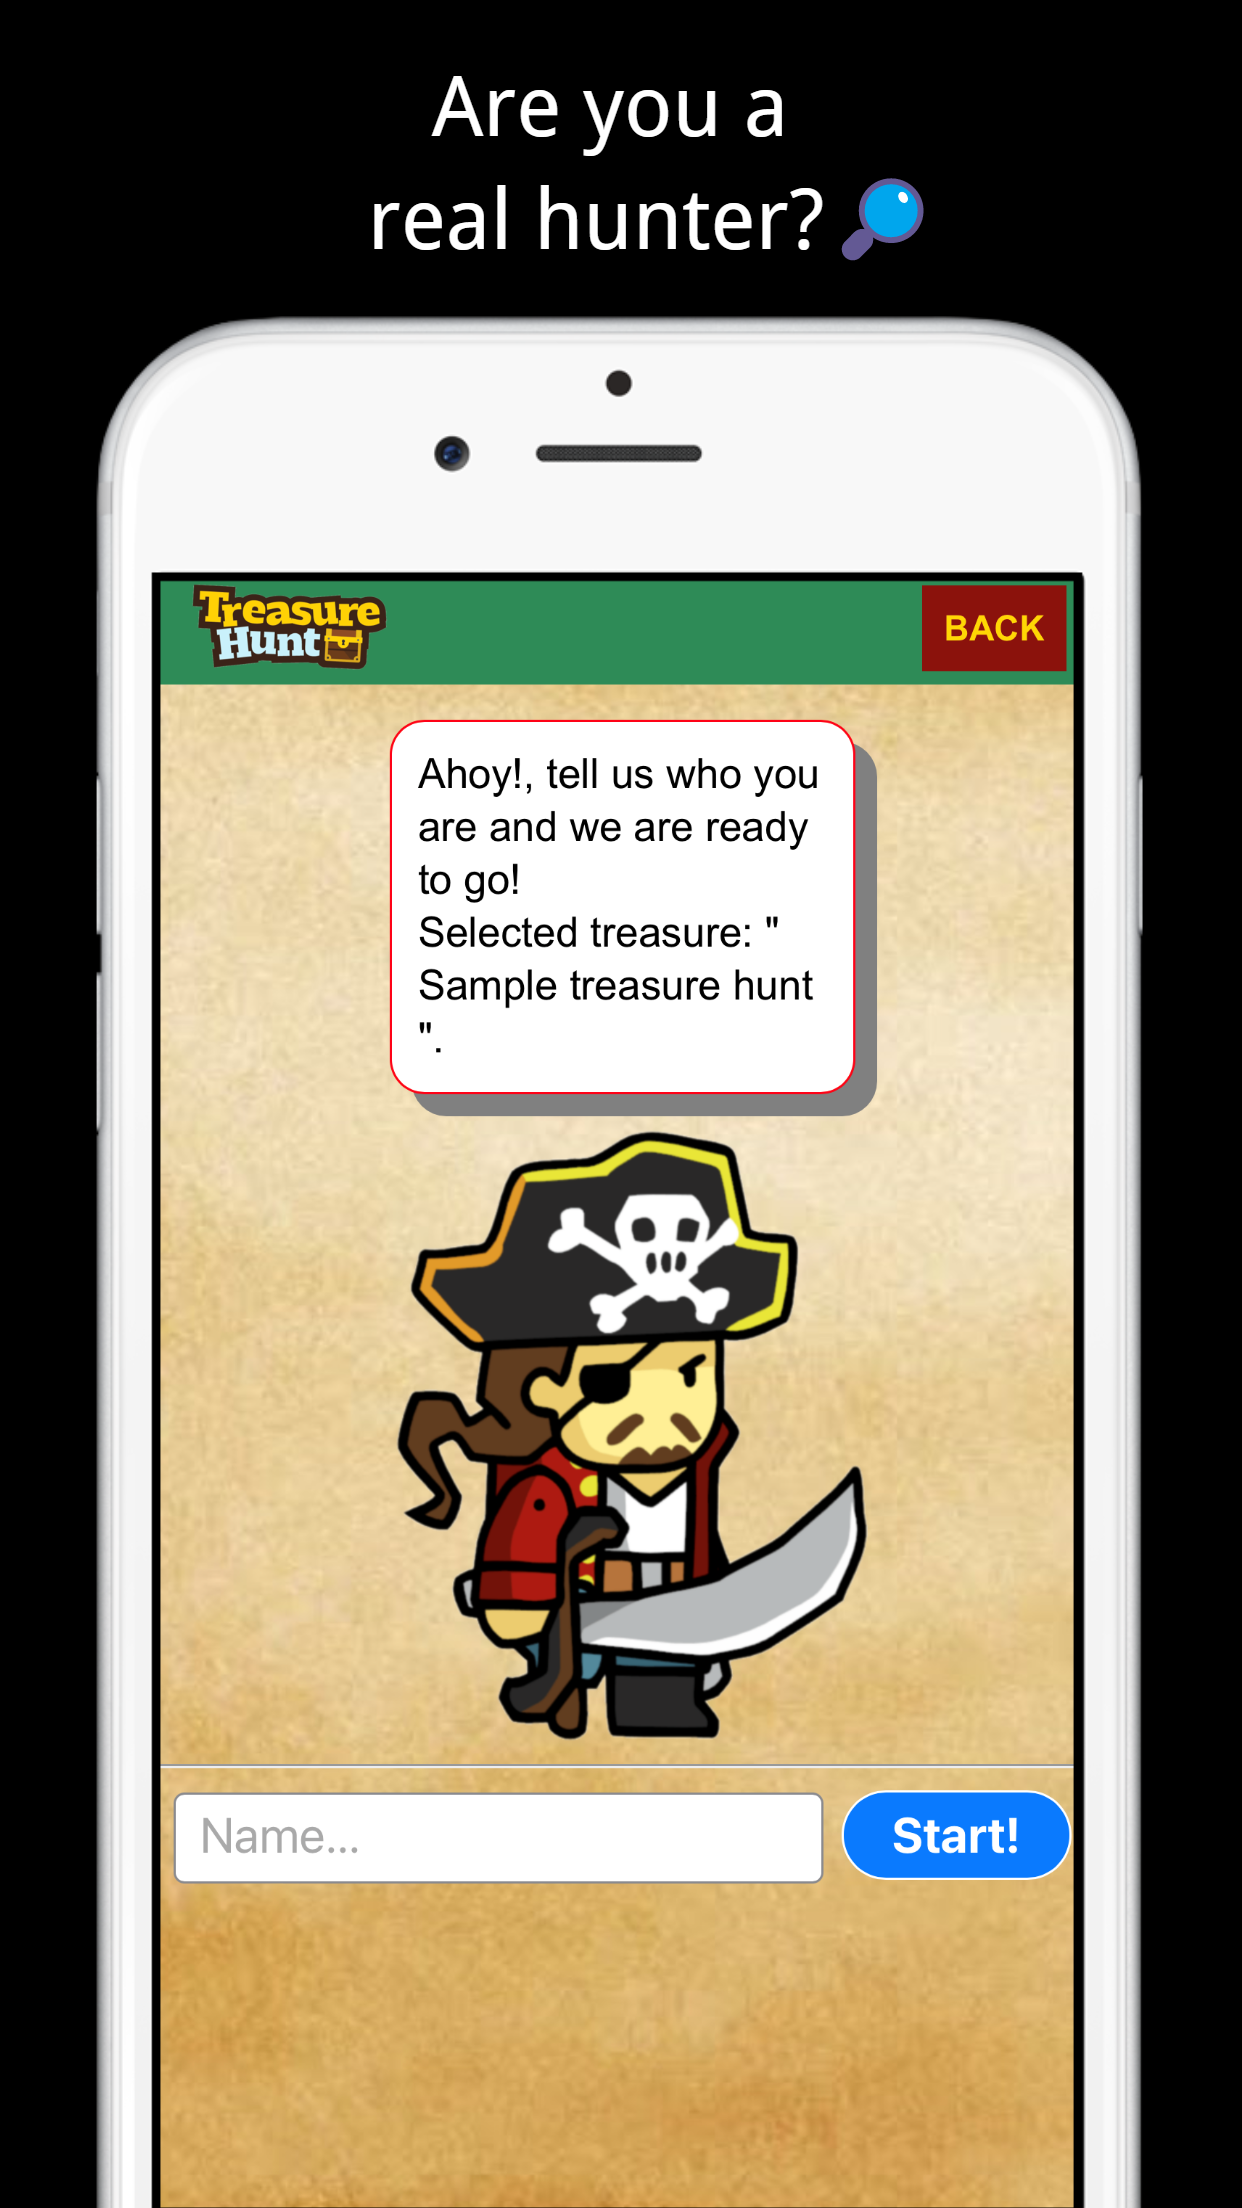 Are you a
real hunter?
Treasure
Hunt
BACK
Ahoy!, tell us who you
are and we are ready
to go!
Selected treasure: "
Sample treasure hunt
".
Name...
Start!